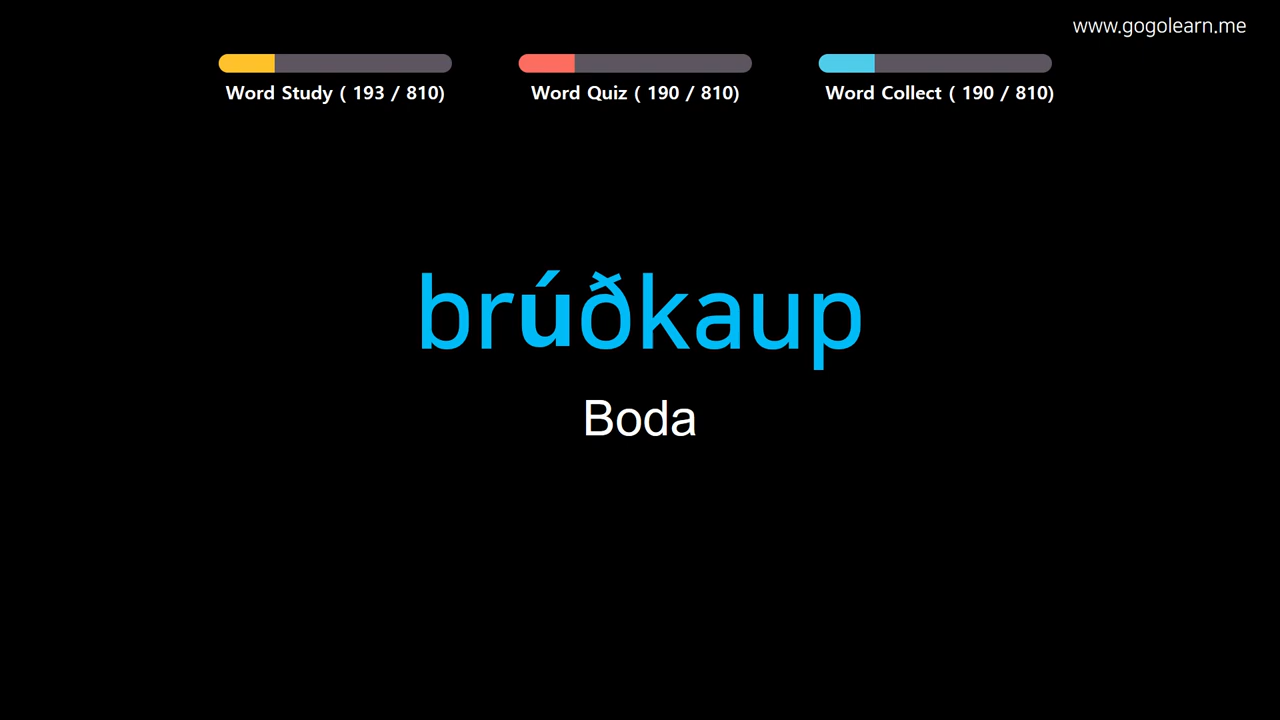 www.gogolearn.me
Word Study ( 193 / 810)
Word Quiz ( 190 / 810)
Word Collect ( 190 / 810)
brúðkaup
Boda